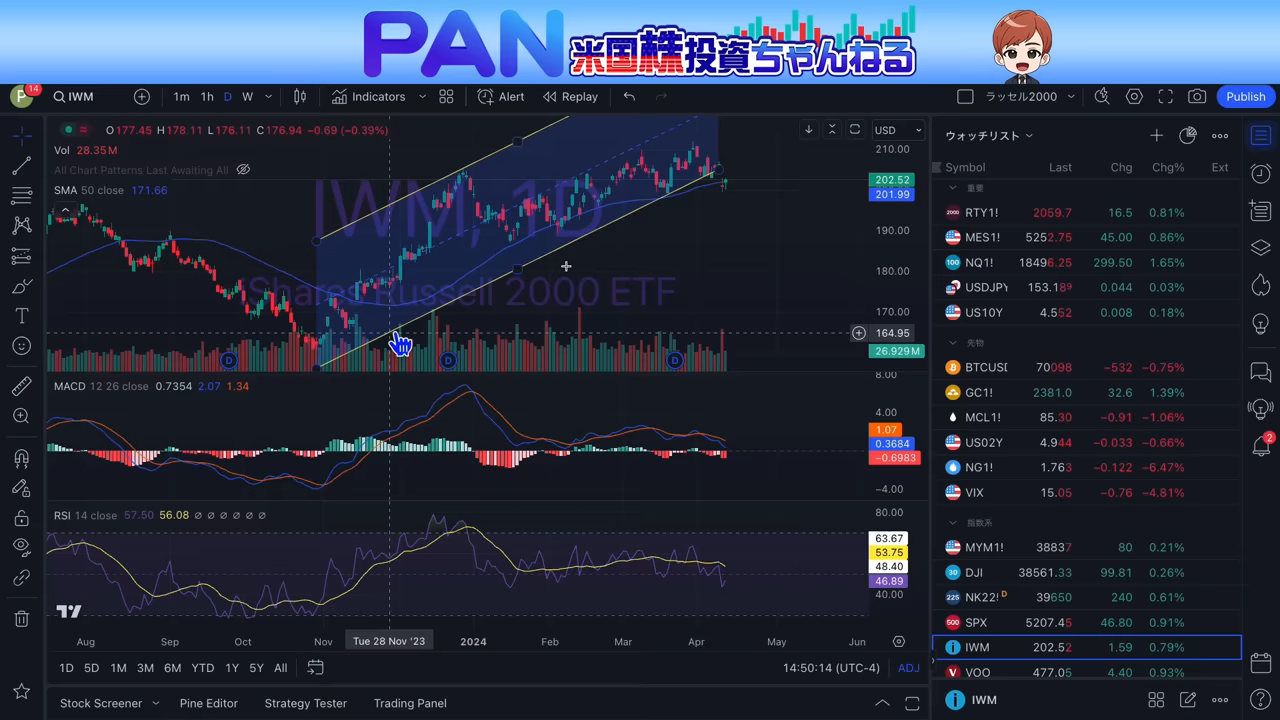 PAN 米国株投資ちゃんねる
P 14 IWM 1m 1h D W Indicators Alert Replay ラッセル2000 Publish
O177.45 H178.11 L176.11 C176.94 −0.69 (−0.39%)
Vol 28.35M
All Chart Patterns Last Awaiting All
SMA 50 close 171.66
IWM, 1D
iShares Russell 2000 ETF
USD
210.00
202.52
201.99
190.00
180.00
170.00
164.95
26.929M
D D D
MACD 12 26 close 0.7354 2.07 1.34
8.00
4.00
1.07
0.3684
−0.6983
−4.00
RSI 14 close 57.50 56.08 ∅ ∅ ∅ ∅ ∅ ∅
80.00
63.67
53.75
48.40
46.89
40.00
Aug Sep Oct Nov Tue 28 Nov '23 2024 Feb Mar Apr May Jun
1D 5D 1M 3M 6M YTD 1Y 5Y All 14:50:14 (UTC-4) ADJ
Stock Screener Pine Editor Strategy Tester Trading Panel
ウォッチリスト
Symbol Last Chg Chg% Ext
重要
2000 RTY1! 2059.7 16.5 0.81%
MES1! 5252.75 45.00 0.86%
100 NQ1! 18496.25 299.50 1.65%
USDJPY 153.189 0.044 0.03%
US10Y 4.552 0.008 0.18%
先物
BTCUSD 70098 −532 −0.75%
GC1! 2381.0 32.6 1.39%
MCL1! 85.30 −0.91 −1.06%
US02Y 4.944 −0.033 −0.66%
NG1! 1.763 −0.122 −6.47%
VIX 15.05 −0.76 −4.81%
指数系
MYM1! 38837 80 0.21%
30 DJI 38561.33 99.81 0.26%
225 NK22! D 39650 240 0.61%
500 SPX 5207.45 46.80 0.91%
IWM 202.52 1.59 0.79%
V VOO 477.05 4.40 0.93%
IWM
2